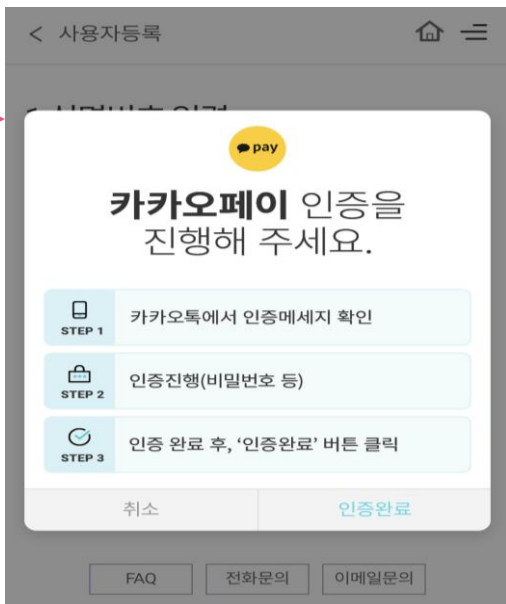 < 사용자등록
pay
카카오페이 인증을
진행해 주세요.
STEP 1
카카오톡에서 인증메세지 확인
STEP 2
인증진행(비밀번호 등)
STEP 3
인증 완료 후, ‘인증완료’ 버튼 클릭
취소
인증완료
FAQ
전화문의
이메일문의